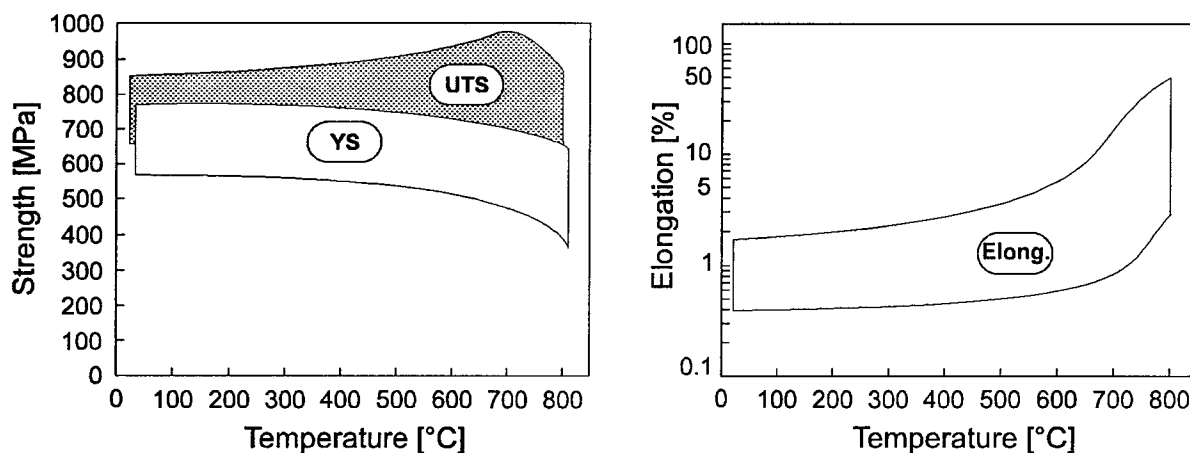 Strength [MPa]
1000
900
800
700
600
500
400
300
200
100
0
UTS
YS
0 100 200 300 400 500 600 700 800
Temperature [°C]
Elongation [%]
100
50
10
5
1
0.1
Elong.
0 100 200 300 400 500 600 700 800
Temperature [°C]